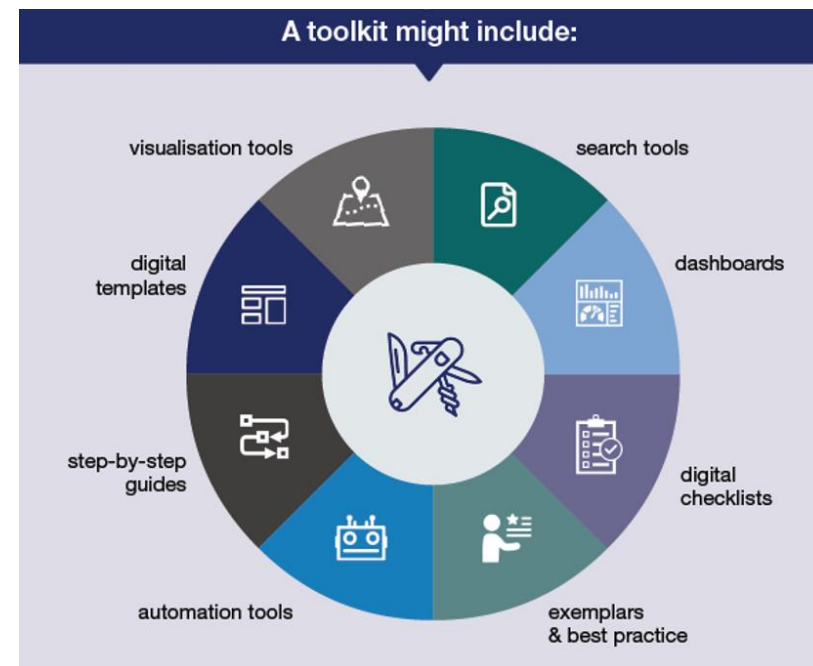 A toolkit might include:
visualisation tools
search tools
digital
templates
dashboards
step-by-step
guides
digital
checklists
automation tools
exemplars
& best practice